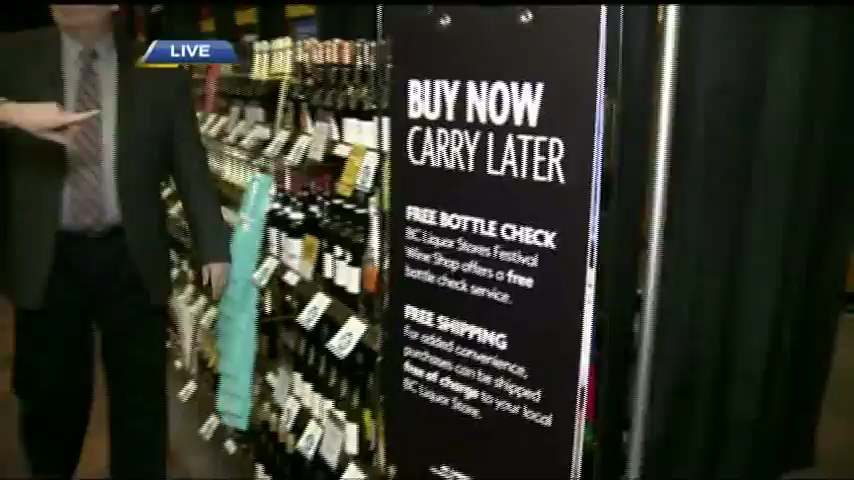 LIVE
BUY NOW
CARRY LATER
FREE BOTTLE CHECK
BC Liquor Stores Festival
Wine Shop offers a free
bottle check service.
FREE SHIPPING
For added convenience,
purchases can be shipped
free of charge to your local
BC Liquor Store.